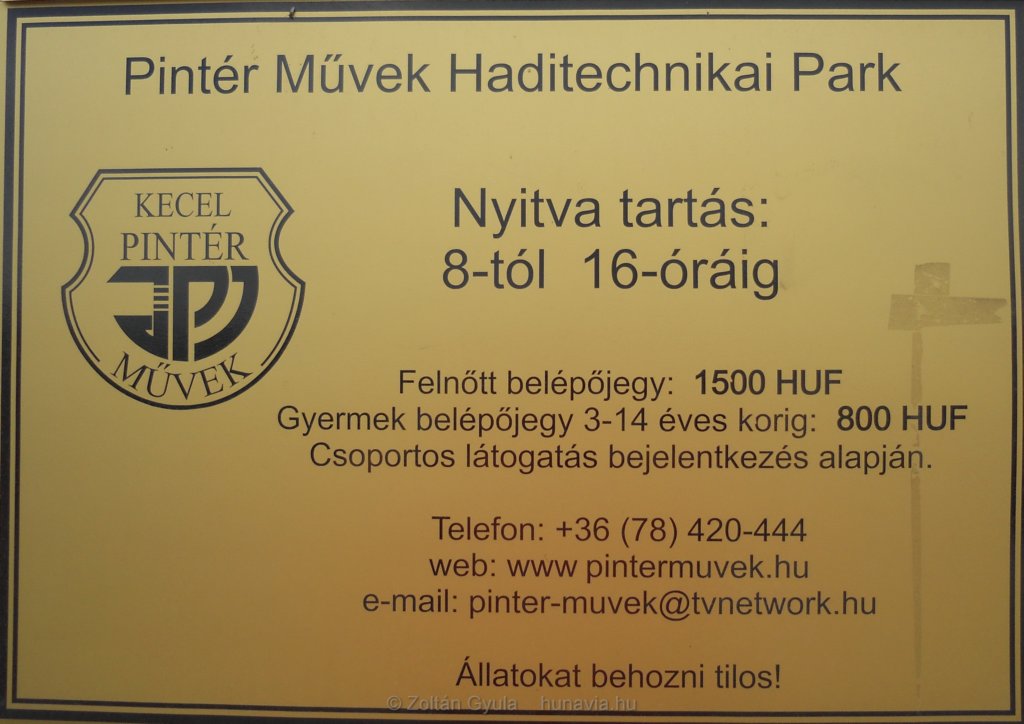 Pintér Művek Haditechnikai Park
KECEL
PINTÉR
JPJ
MŰVEK
Nyitva tartás:
8-tól 16-óráig
Felnőtt belépőjegy: 1500 HUF
Gyermek belépőjegy 3-14 éves korig: 800 HUF
Csoportos látogatás bejelentkezés alapján.
Telefon: +36 (78) 420-444
web: www pintermuvek.hu
e-mail: pinter-muvek@tvnetwork.hu
Állatokat behozni tilos!
© Zoltán Gyula hunavia.hu